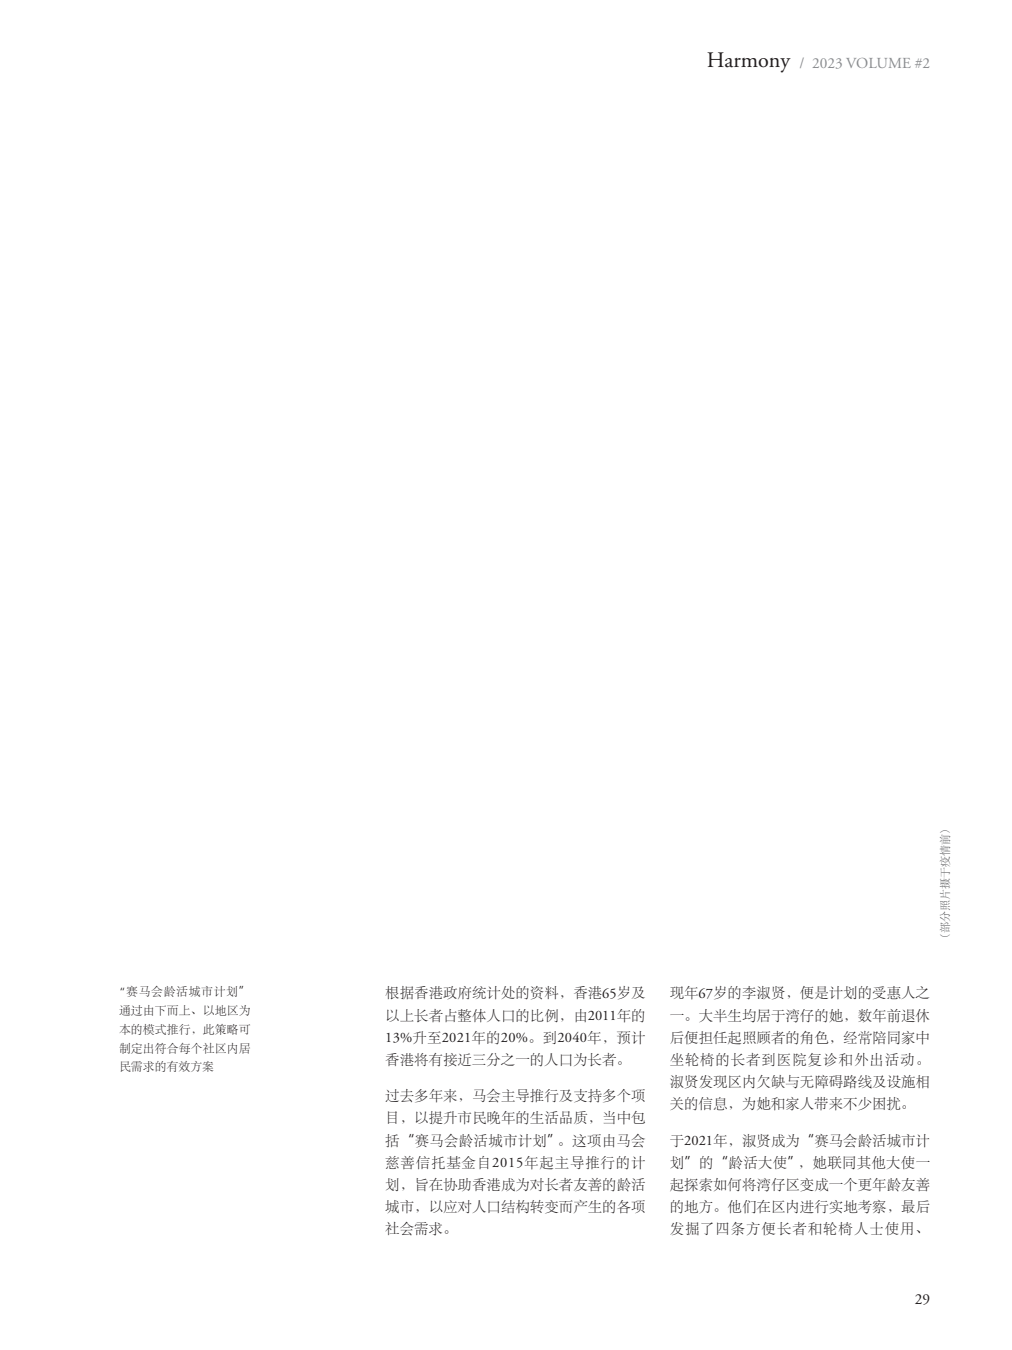 Harmony / 2023 VOLUME #2
（部分照片摄于疫情前）
“赛马会龄活城市计划”
通过由下而上、以地区为
本的模式推行，此策略可
制定出符合每个社区内居
民需求的有效方案
根据香港政府统计处的资料，香港65岁及
以上长者占整体人口的比例，由2011年的
13%升至2021年的20%。到2040年，预计
香港将有接近三分之一的人口为长者。
过去多年来，马会主导推行及支持多个项
目，以提升市民晚年的生活品质，当中包
括“赛马会龄活城市计划”。这项由马会
慈善信托基金自2015年起主导推行的计
划，旨在协助香港成为对长者友善的龄活
城市，以应对人口结构转变而产生的各项
社会需求。
现年67岁的李淑贤，便是计划的受惠人之
一。大半生均居于湾仔的她，数年前退休
后便担任起照顾者的角色，经常陪同家中
坐轮椅的长者到医院复诊和外出活动。
淑贤发现区内欠缺与无障碍路线及设施相
关的信息，为她和家人带来不少困扰。
于2021年，淑贤成为“赛马会龄活城市计
划”的“龄活大使”，她联同其他大使一
起探索如何将湾仔区变成一个更年龄友善
的地方。他们在区内进行实地考察，最后
发掘了四条方便长者和轮椅人士使用、
29